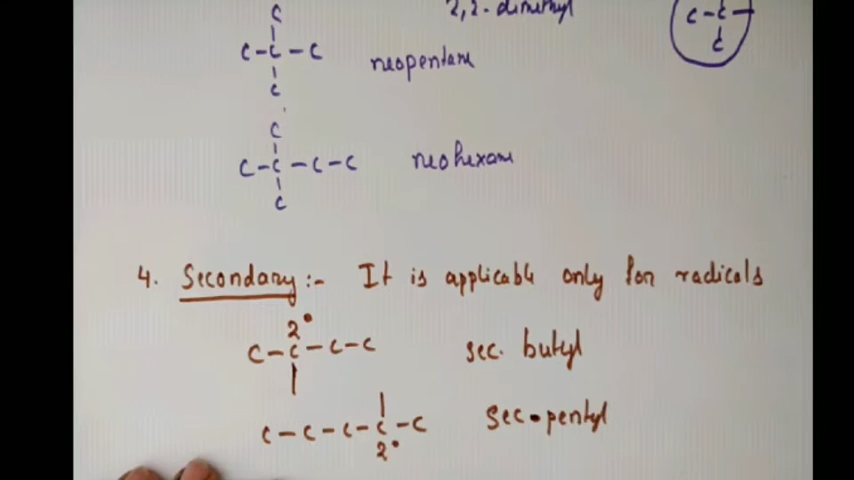 2,2-dimethyl
C
C-C-C neopentane
C
C-C-
C
C
C-C-C-C neohexane
C
4. Secondary:- It is applicable only for radicals
2°
C-C-C-C sec. butyl
C-C-C-C-C sec-pentyl
2°